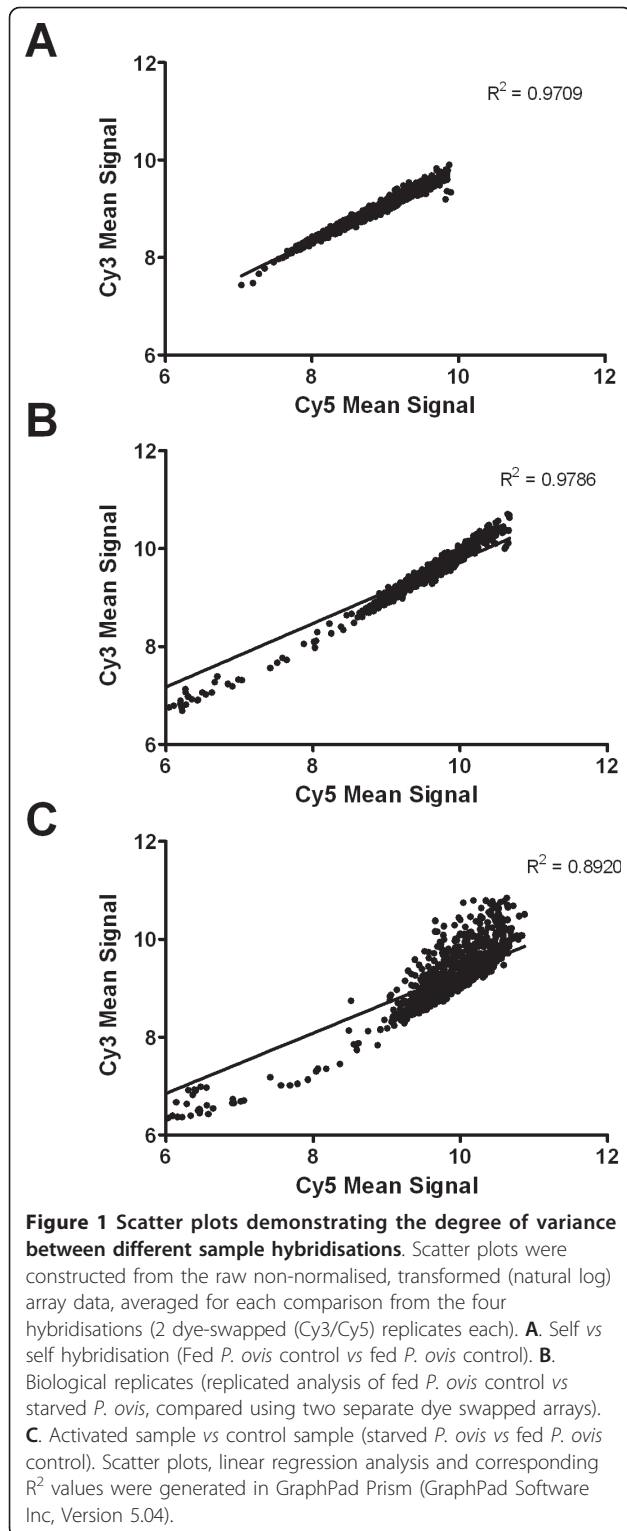 A
12
10
8
6
Cy3 Mean Signal
R² = 0.9709
6 8 10 12
Cy5 Mean Signal
B
12
10
8
6
Cy3 Mean Signal
R² = 0.9786
6 8 10 12
Cy5 Mean Signal
C
12
10
8
6
Cy3 Mean Signal
R² = 0.8920
6 8 10 12
Cy5 Mean Signal
Figure 1 Scatter plots demonstrating the degree of variance
between different sample hybridisations. Scatter plots were
constructed from the raw non-normalised, transformed (natural log)
array data, averaged for each comparison from the four
hybridisations (2 dye-swapped (Cy3/Cy5) replicates each). A. Self vs
self hybridisation (Fed P. ovis control vs fed P. ovis control). B.
Biological replicates (replicated analysis of fed P. ovis control vs
starved P. ovis, compared using two separate dye swapped arrays).
C. Activated sample vs control sample (starved P. ovis vs fed P. ovis
control). Scatter plots, linear regression analysis and corresponding
R² values were generated in GraphPad Prism (GraphPad Software
Inc, Version 5.04).